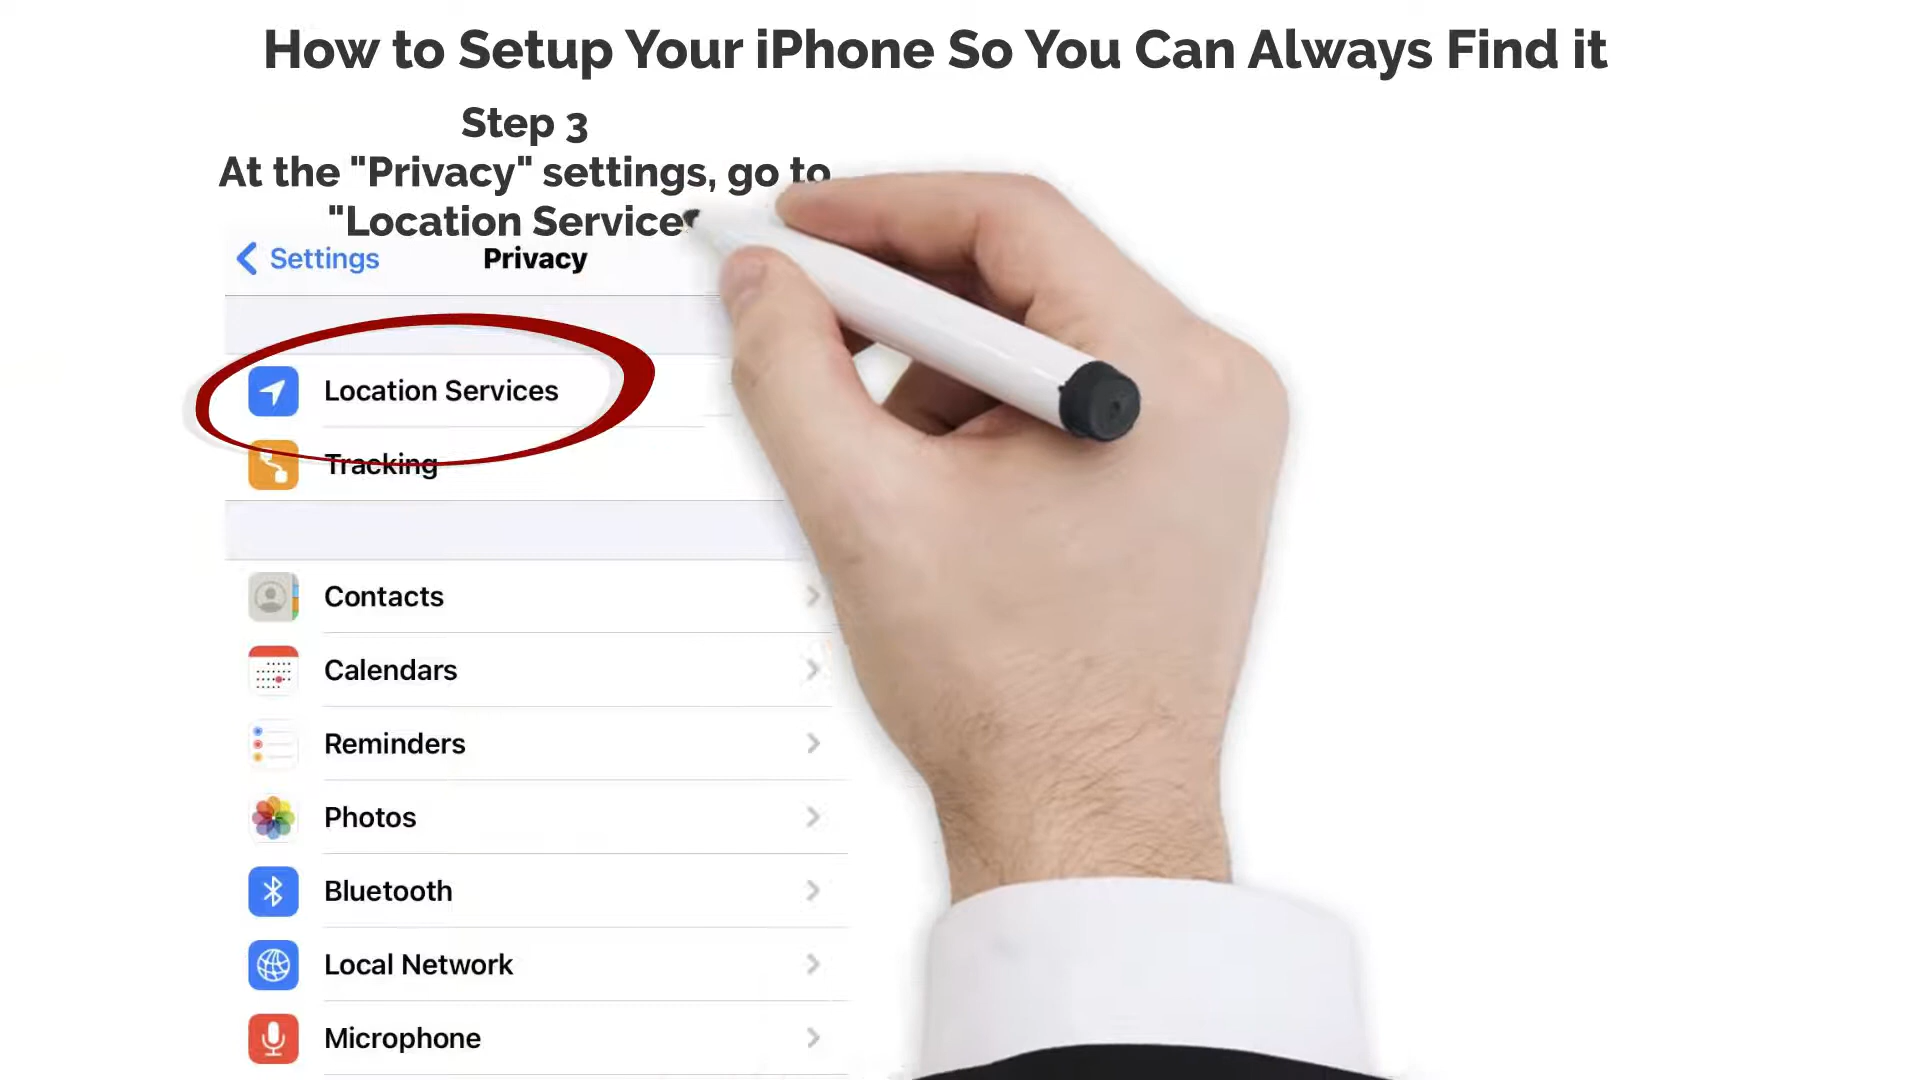 How to Setup Your iPhone So You Can Always Find it
Step 3
At the "Privacy" settings, go to
"Location Services
Settings
Privacy
Location Services
Tracking
Contacts
Calendars
Reminders
Photos
Bluetooth
Local Network
Microphone